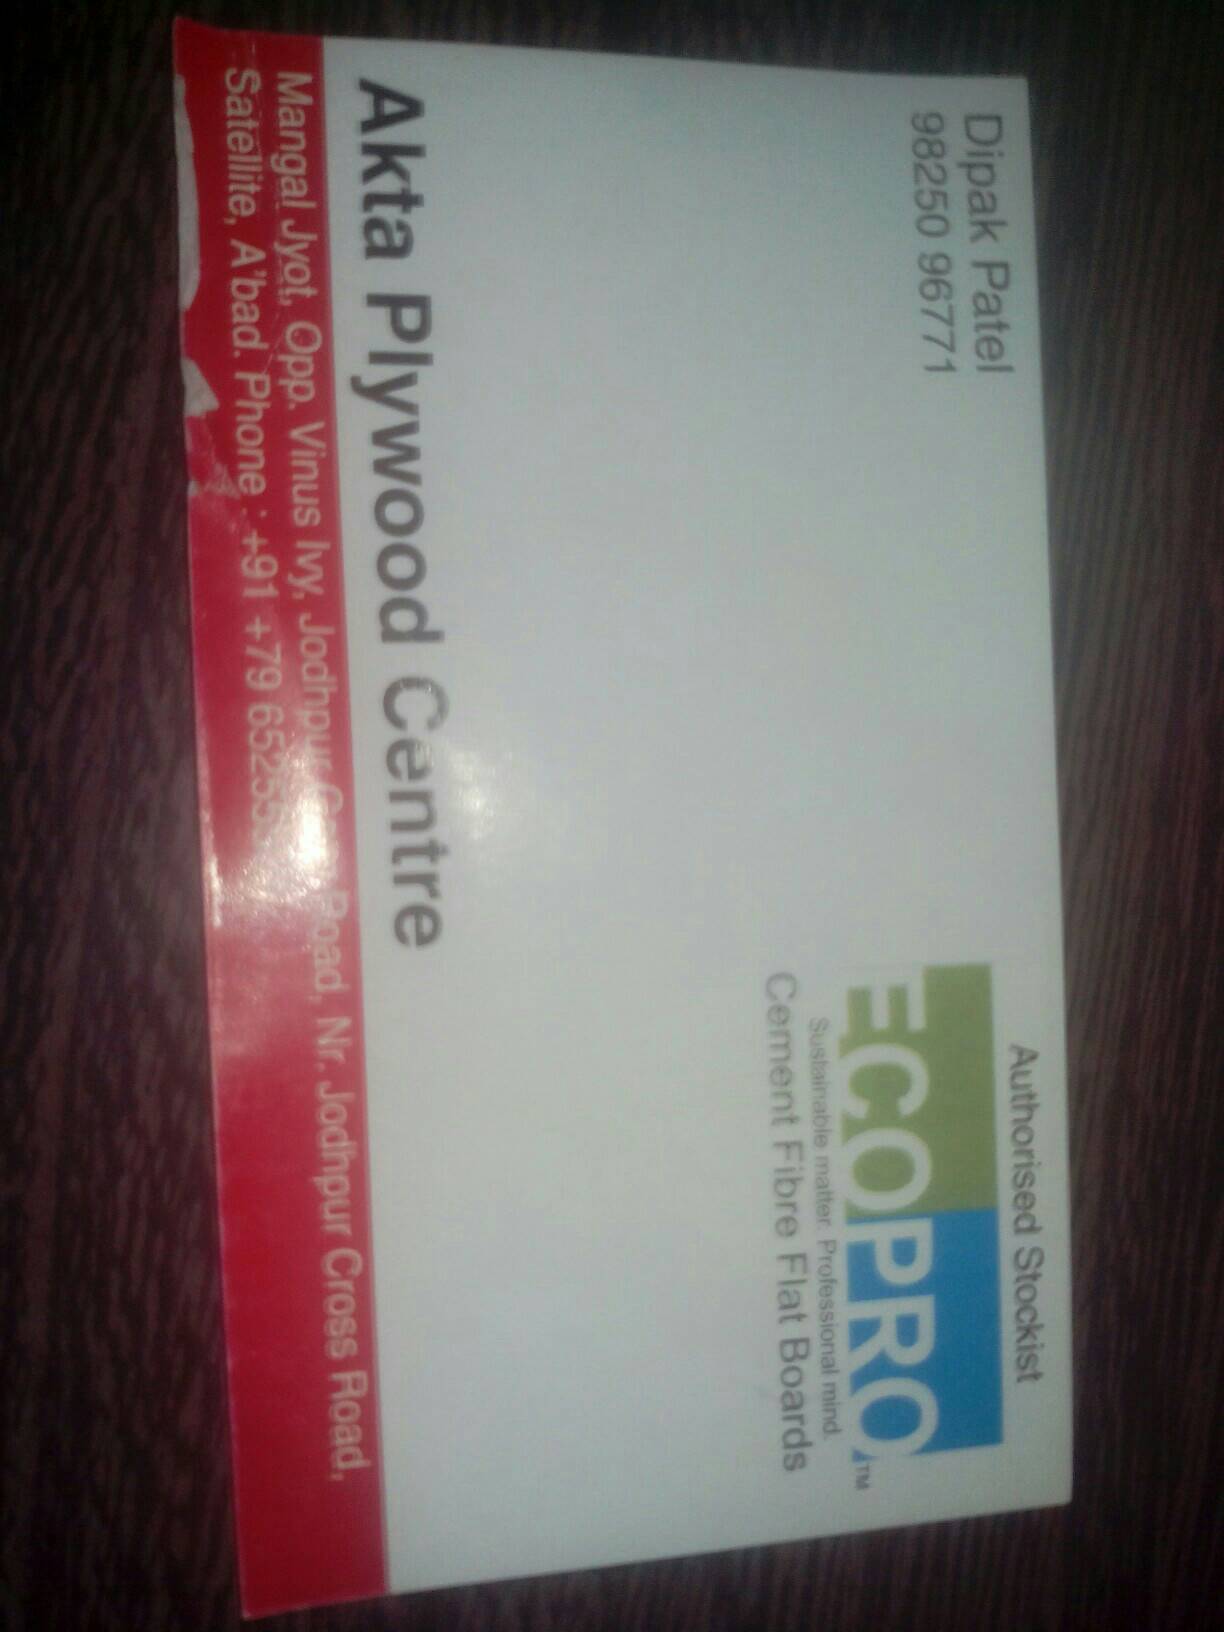 Dipak Patel
98250 96771
Authorised Stockist
ECOPRO™
Sustainable matter. Professional mind.
Cement Fibre Flat Boards
Akta Plywood Centre
Mangal Jyot, Opp. Vinus Ivy, Jodhpur Road, Nr. Jodhpur Cross Road,
Satellite, A'bad. Phone : +91 +79